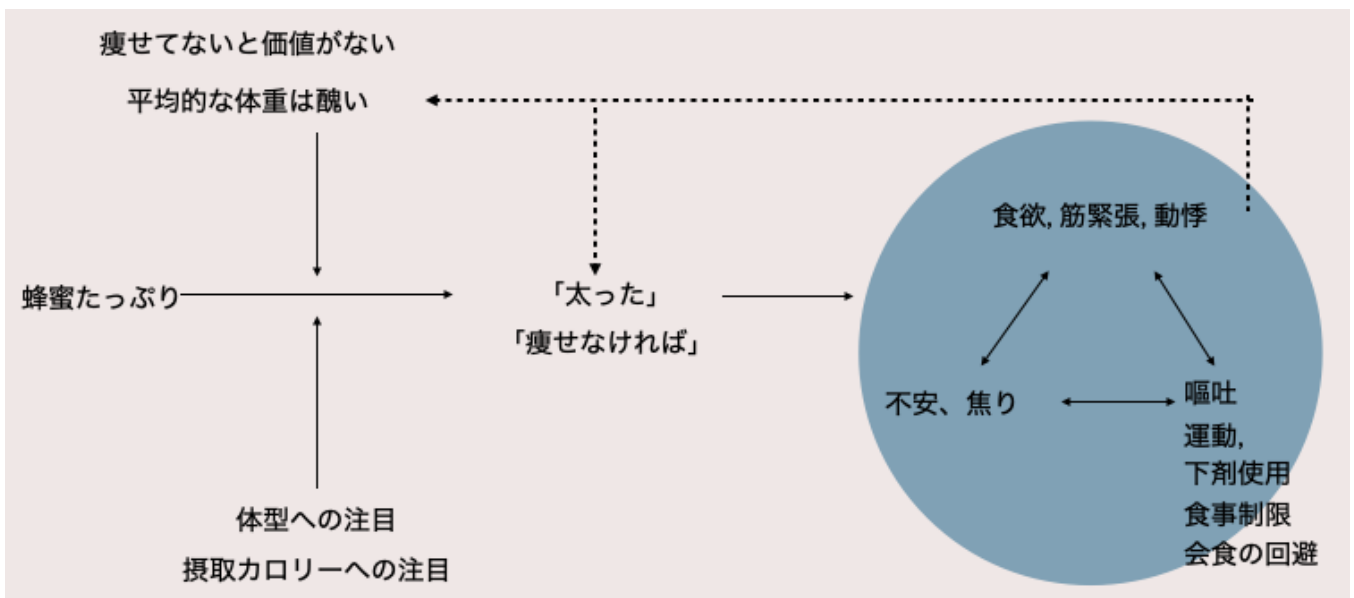 痩せてないと価値がない
平均的な体重は醜い
食欲, 筋緊張, 動悸
蜂蜜たっぷり
「太った」
「痩せなければ」
不安、焦り
嘔吐
運動,
下剤使用
食事制限
会食の回避
体型への注目
摂取カロリーへの注目